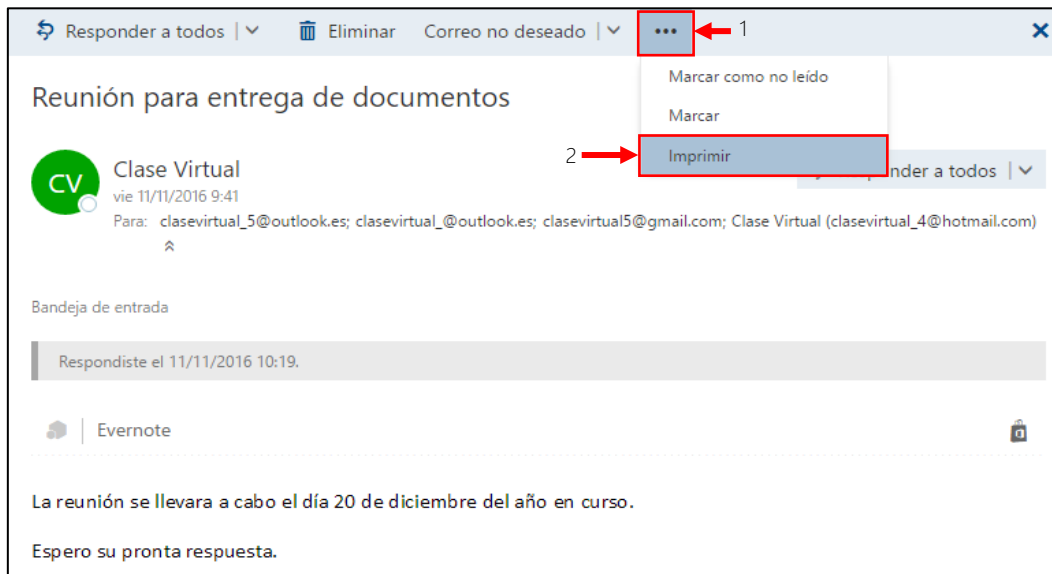 Responder a todos | Eliminar Correo no deseado | ••• 1
Marcar como no leído
Reunión para entrega de documentos
Marcar
2 Imprimir
CV Clase Virtual
nder a todos |
vie 11/11/2016 9:41
Para: clasevirtual_5@outlook.es; clasevirtual_@outlook.es; clasevirtual5@gmail.com; Clase Virtual (clasevirtual_4@hotmail.com)
Bandeja de entrada
Respondiste el 11/11/2016 10:19.
Evernote
La reunión se llevara a cabo el día 20 de diciembre del año en curso.
Espero su pronta respuesta.